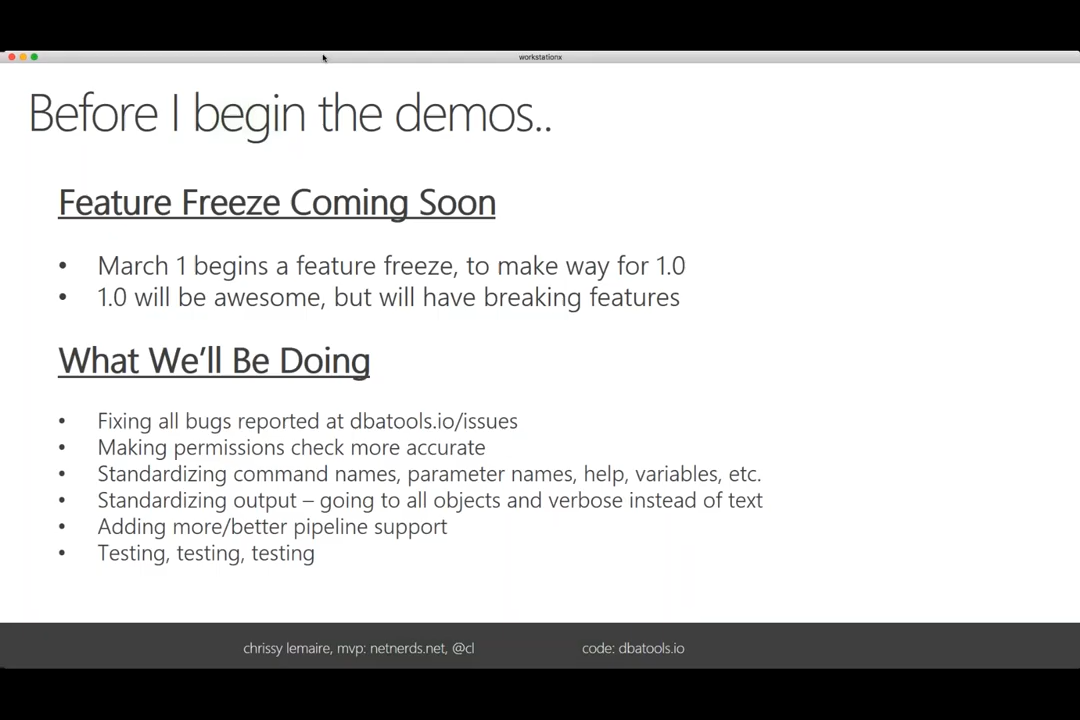 workstationx
Before I begin the demos..
Feature Freeze Coming Soon
• March 1 begins a feature freeze, to make way for 1.0
• 1.0 will be awesome, but will have breaking features
What We'll Be Doing
• Fixing all bugs reported at dbatools.io/issues
• Making permissions check more accurate
• Standardizing command names, parameter names, help, variables, etc.
• Standardizing output – going to all objects and verbose instead of text
• Adding more/better pipeline support
• Testing, testing, testing
chrissy lemaire, mvp: netnerds.net, @cl
code: dbatools.io